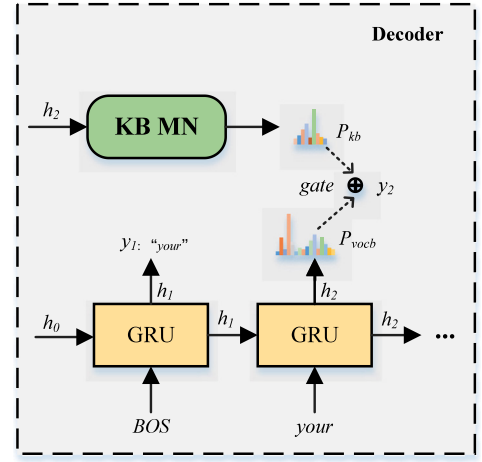 Decoder
h2
KB MN
Pkb
gate ⊕ y2
Pvocb
y1: "your"
h1
h2
h0
GRU
h1
GRU
h2
...
BOS
your